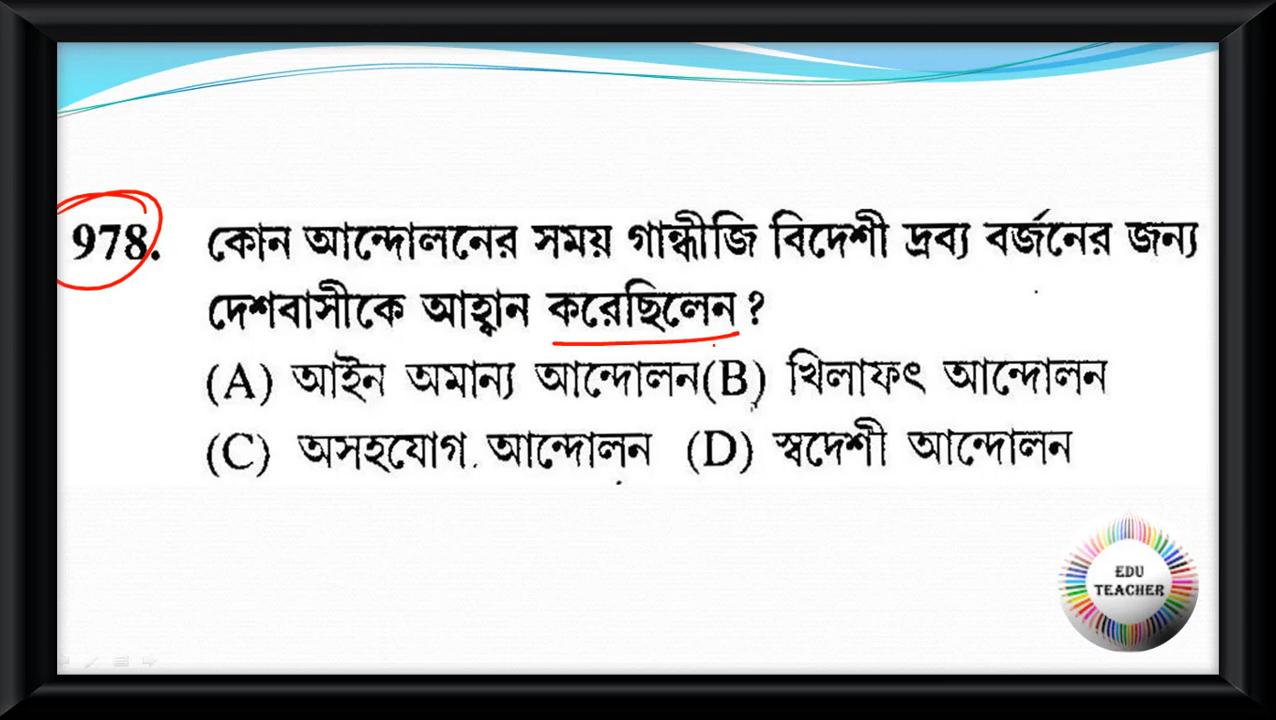 978. কোন আন্দোলনের সময় গান্ধীজি বিদেশী দ্রব্য বর্জনের জন্য
দেশবাসীকে আহ্বান করেছিলেন ?
(A) আইন অমান্য আন্দোলন(B) খিলাফৎ আন্দোলন
(C) অসহযোগ আন্দোলন (D) স্বদেশী আন্দোলন
EDU
TEACHER